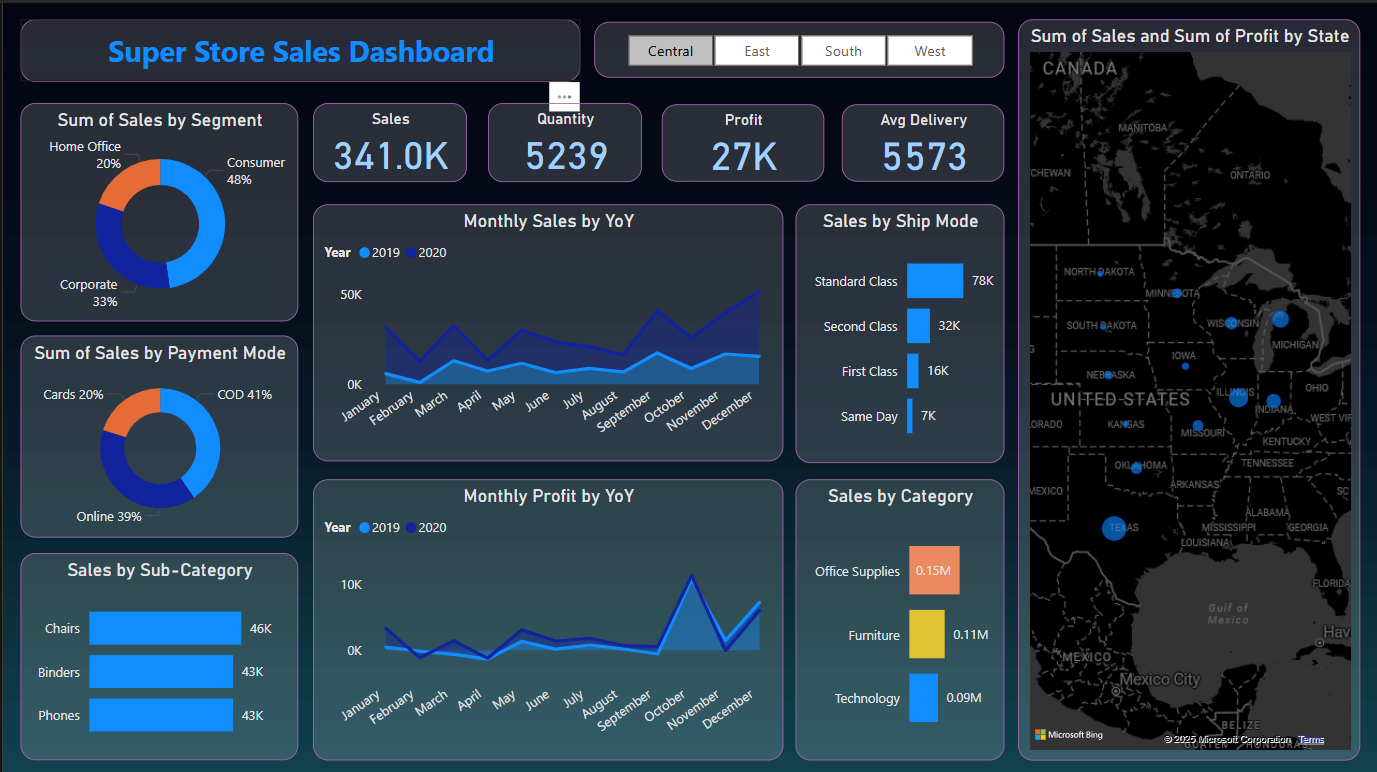 Super Store Sales Dashboard
Central
East
South
West
Sum of Sales by Segment
Home Office
20%
Consumer
48%
Corporate
33%
Sales
341.0K
Quantity
5239
Profit
27K
Avg Delivery
5573
Sum of Sales by Payment Mode
Cards 20%
COD 41%
Online 39%
Sales by Sub-Category
Chairs
46K
Binders
43K
Phones
43K
Monthly Sales by YoY
Year 2019 2020
50K
0K
January
February
March
April
May
June
July
August
September
October
November
December
Sales by Ship Mode
Standard Class
78K
Second Class
32K
First Class
16K
Same Day
7K
Monthly Profit by YoY
Year 2019 2020
10K
0K
January
February
March
April
May
June
July
August
September
October
November
December
Sales by Category
Office Supplies
0.15M
Furniture
0.11M
Technology
0.09M
Sum of Sales and Sum of Profit by State
CANADA
MANITOBA
CHEWAN
ONTARIO
NORTH DAKOTA
MINNESOTA
SOUTH DAKOTA
WISCONSIN
MICHIGAN
IOWA
NEBRASKA
ILLINOIS
OHIO
UNITED STATES
INDIANA
WEST VIR
ORADO
KANSAS
MISSOURI
KENTUCKY
OKLAHOMA
TENNESSEE
ARKANSAS
MEXICO
SC
ALABAMA
TEXAS
MISSISSIPPI
GEORGIA
LOUISIANA
FLORIDA
Gulf of
Mexico
Hav
MEXICO
Mexico City
BELIZE
Microsoft Bing
© 2025 Microsoft Corporation Terms